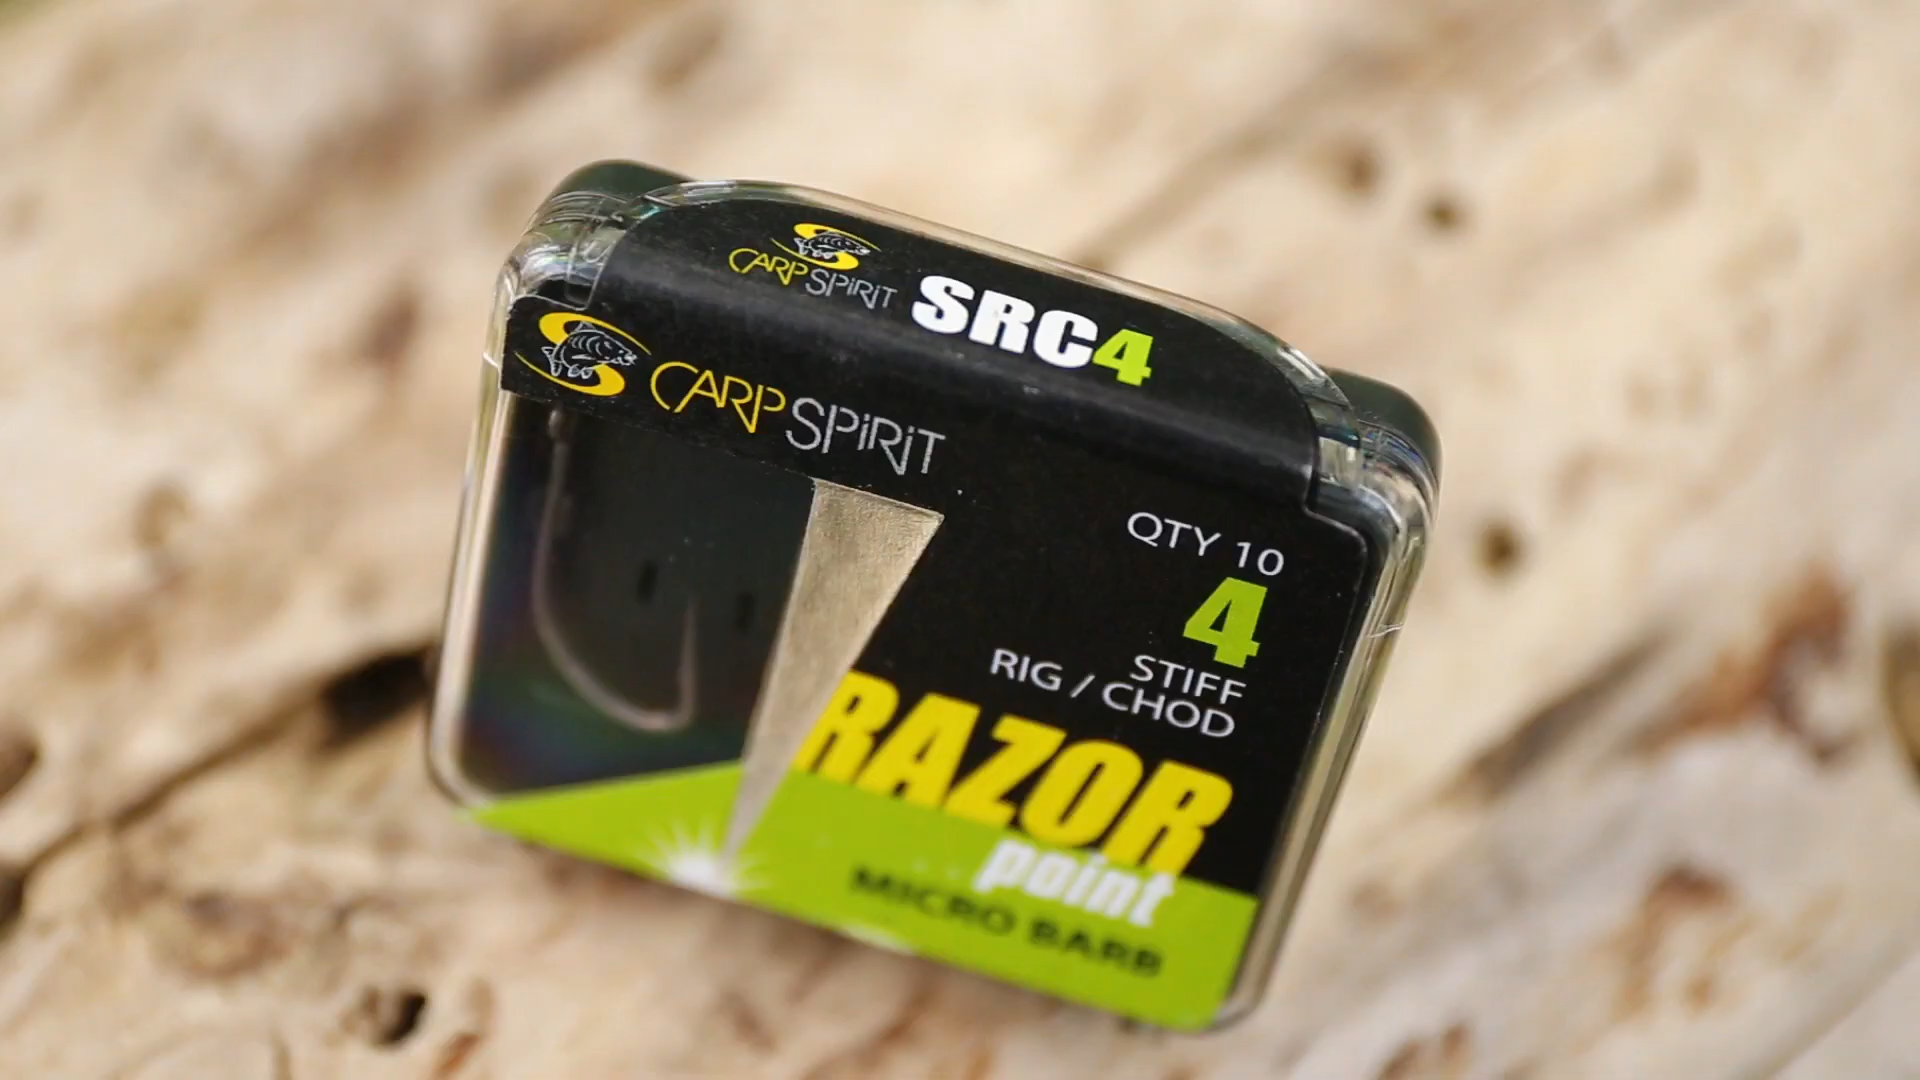 CARP SPIRIT SRC4
CARP SPIRIT
QTY 10
4
STIFF
RIG / CHOD
RAZOR
point
MICRO BARB